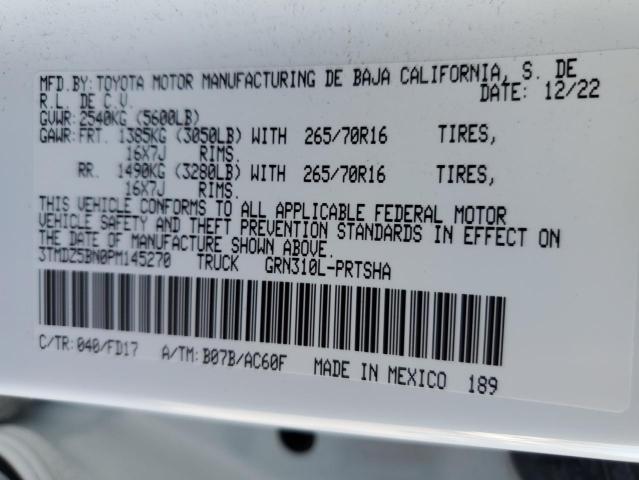 MFD.BY: TOYOTA MOTOR MANUFACTURING DE BAJA CALIFORNIA, S. DE
R.L. DE C.V. DATE: 12/22
GVWR: 2540KG (5600LB)
GAWR: FRT. 1385KG (3050LB) WITH 265/70R16 TIRES,
16X7J RIMS.
RR. 1490KG (3280LB) WITH 265/70R16 TIRES,
16X7J RIMS.
THIS VEHICLE CONFORMS TO ALL APPLICABLE FEDERAL MOTOR
VEHICLE SAFETY AND THEFT PREVENTION STANDARDS IN EFFECT ON
THE DATE OF MANUFACTURE SHOWN ABOVE.
3TMDZ5BN0PM145270 TRUCK GRN310L-PRTSHA
C/TR: 040/FD17 A/TM: B07B/AC60F MADE IN MEXICO 189